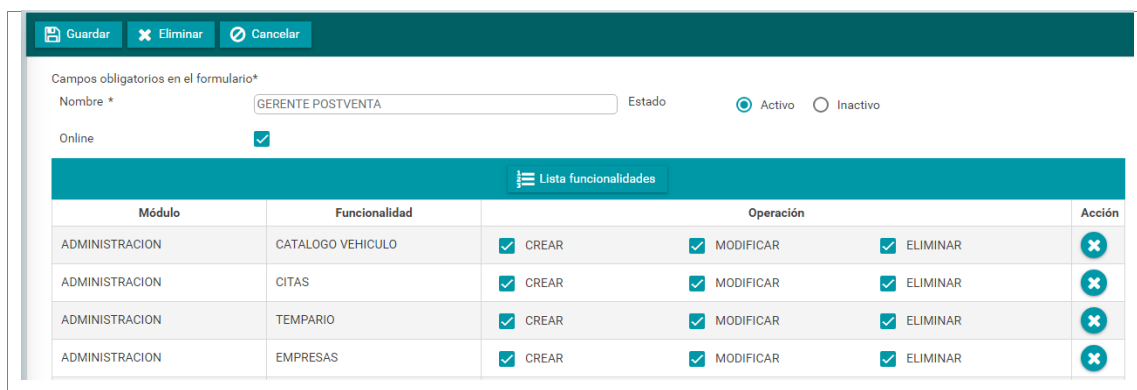 Guardar Eliminar Cancelar
Campos obligatorios en el formulario*
Nombre * GERENTE POSTVENTA Estado Activo Inactivo
Online
Lista funcionalidades
Módulo Funcionalidad Operación Acción
ADMINISTRACION CATALOGO VEHICULO CREAR MODIFICAR ELIMINAR
ADMINISTRACION CITAS CREAR MODIFICAR ELIMINAR
ADMINISTRACION TEMPARIO CREAR MODIFICAR ELIMINAR
ADMINISTRACION EMPRESAS CREAR MODIFICAR ELIMINAR